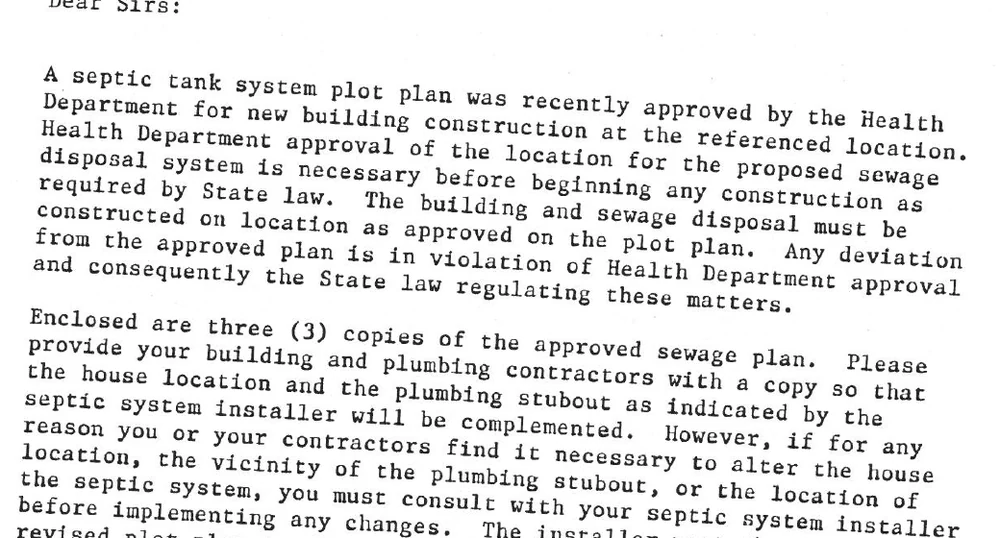 Dear Sirs:
A septic tank system plot plan was recently approved by the Health
Department for new building construction at the referenced location.
Health Department approval of the location for the proposed sewage
disposal system is necessary before beginning any construction as
required by State law. The building and sewage disposal must be
constructed on location as approved on the plot plan. Any deviation
from the approved plan is in violation of Health Department approval
and consequently the State law regulating these matters.
Enclosed are three (3) copies of the approved sewage plan. Please
provide your building and plumbing contractors with a copy so that
the house location and the plumbing stubout as indicated by the
septic system installer will be complemented. However, if for any
reason you or your contractors find it necessary to alter the house
location, the vicinity of the plumbing stubout, or the location of
the septic system, you must consult with your septic system installer
before implementing any changes. The installer
revised plot